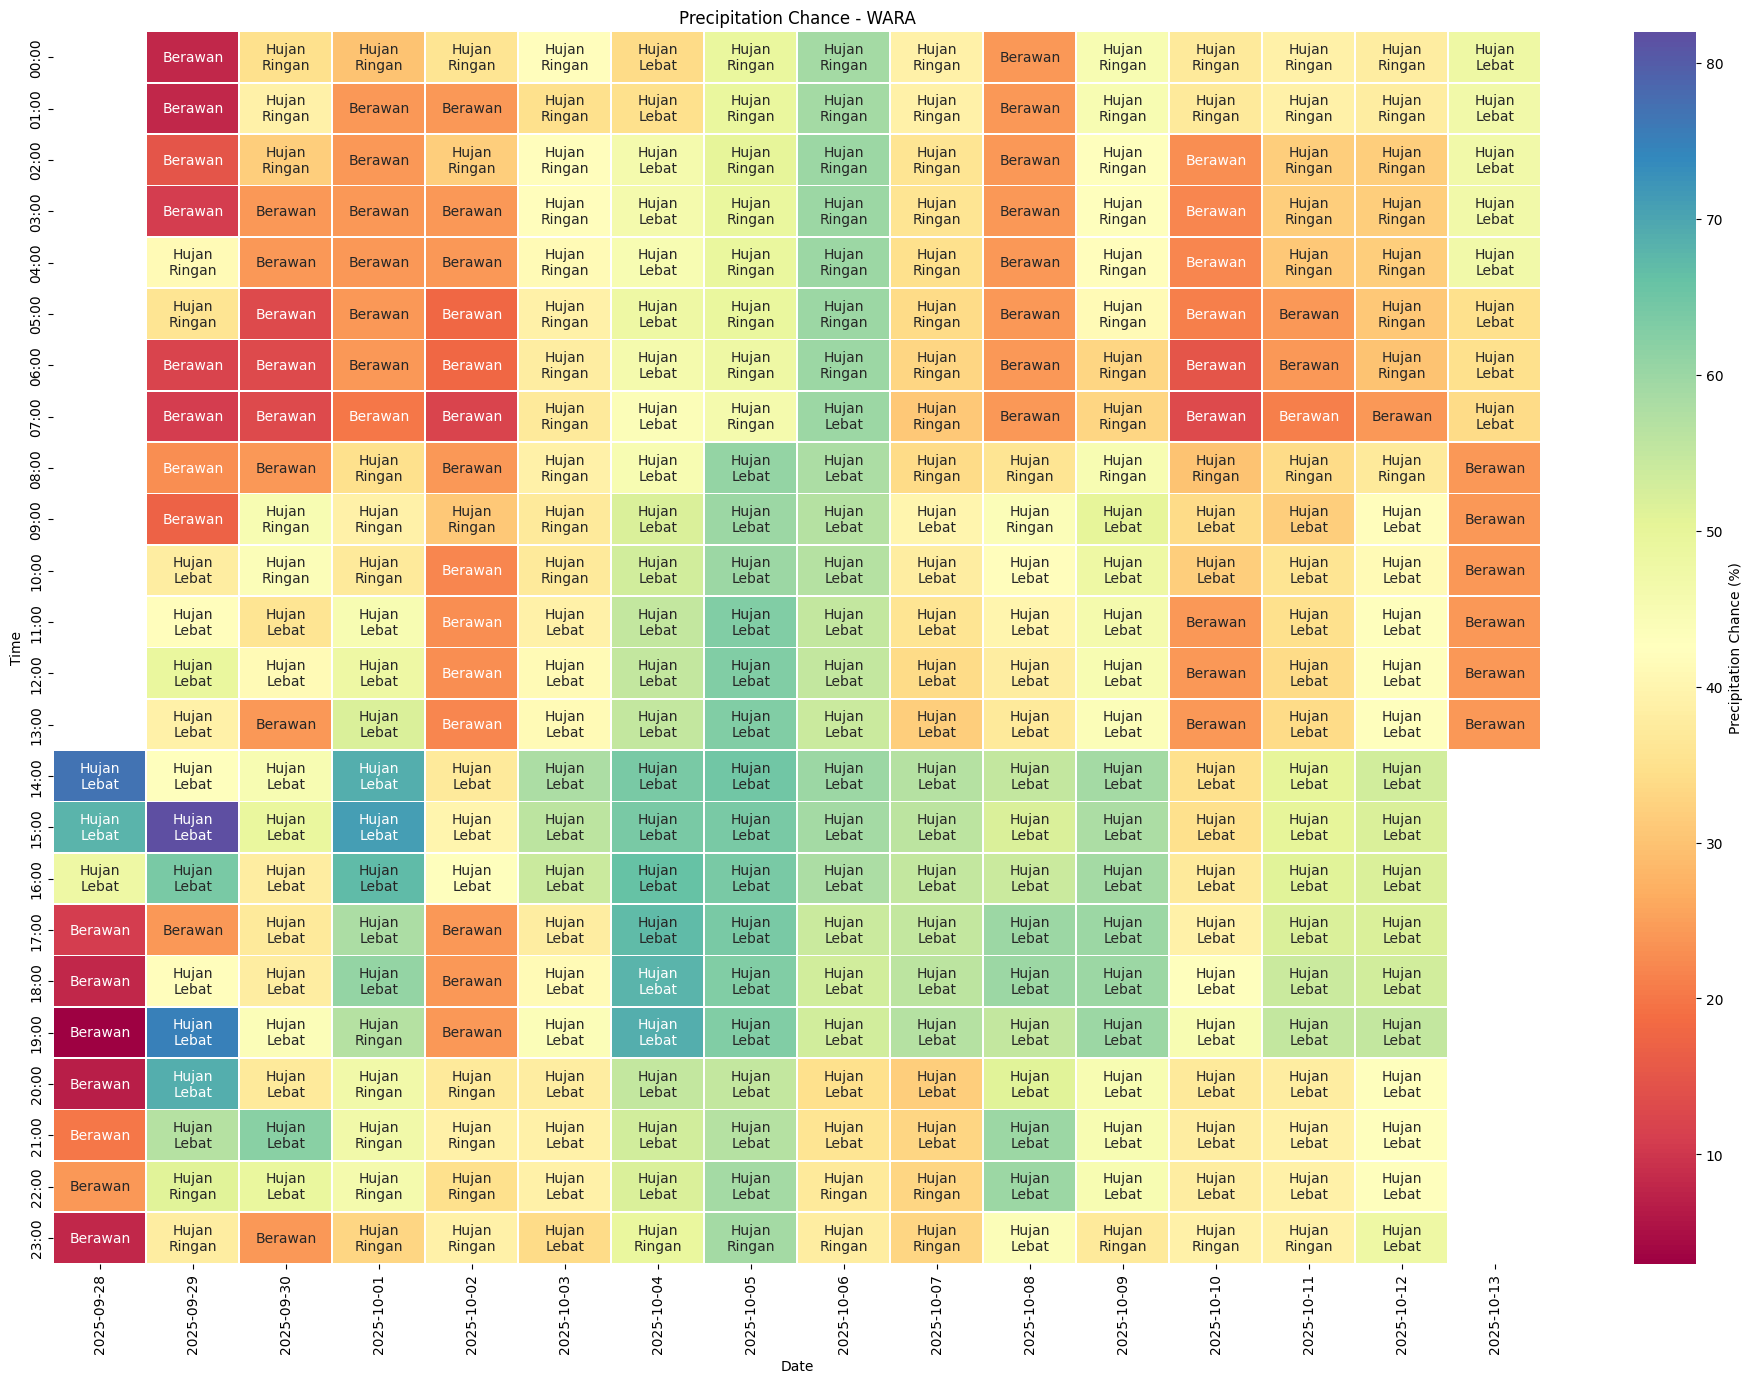 Precipitation Chance - WARA
00:00 Berawan Hujan Ringan Hujan Ringan Hujan Ringan Hujan Ringan Hujan Lebat Hujan Ringan Hujan Ringan Hujan Ringan Berawan Hujan Ringan Hujan Ringan Hujan Ringan Hujan Ringan Hujan Lebat
01:00 Berawan Hujan Ringan Berawan Berawan Hujan Ringan Hujan Lebat Hujan Ringan Hujan Ringan Hujan Ringan Berawan Hujan Ringan Hujan Ringan Hujan Ringan Hujan Ringan Hujan Lebat
02:00 Berawan Hujan Ringan Berawan Hujan Ringan Hujan Ringan Hujan Lebat Hujan Ringan Hujan Ringan Hujan Ringan Berawan Hujan Ringan Berawan Hujan Ringan Hujan Ringan Hujan Lebat
03:00 Berawan Berawan Berawan Berawan Hujan Ringan Hujan Lebat Hujan Ringan Hujan Ringan Hujan Ringan Berawan Hujan Ringan Berawan Hujan Ringan Hujan Ringan Hujan Lebat
04:00 Hujan Ringan Berawan Berawan Berawan Hujan Ringan Hujan Lebat Hujan Ringan Hujan Ringan Hujan Ringan Berawan Hujan Ringan Berawan Hujan Ringan Hujan Ringan Hujan Lebat
05:00 Hujan Ringan Berawan Berawan Berawan Hujan Ringan Hujan Lebat Hujan Ringan Hujan Ringan Hujan Ringan Berawan Hujan Ringan Berawan Berawan Hujan Ringan Hujan Lebat
06:00 Berawan Berawan Berawan Berawan Hujan Ringan Hujan Lebat Hujan Ringan Hujan Ringan Hujan Ringan Berawan Hujan Ringan Berawan Berawan Hujan Ringan Hujan Lebat
07:00 Berawan Berawan Berawan Berawan Hujan Ringan Hujan Lebat Hujan Ringan Hujan Lebat Hujan Ringan Berawan Hujan Ringan Berawan Berawan Berawan Hujan Lebat
08:00 Berawan Berawan Hujan Ringan Berawan Hujan Ringan Hujan Lebat Hujan Lebat Hujan Lebat Hujan Ringan Hujan Ringan Hujan Ringan Hujan Ringan Hujan Ringan Hujan Ringan Berawan
09:00 Berawan Hujan Ringan Hujan Ringan Hujan Ringan Hujan Ringan Hujan Lebat Hujan Lebat Hujan Lebat Hujan Lebat Hujan Ringan Hujan Lebat Hujan Lebat Hujan Lebat Hujan Lebat Berawan
10:00 Hujan Lebat Hujan Ringan Hujan Ringan Berawan Hujan Ringan Hujan Lebat Hujan Lebat Hujan Lebat Hujan Lebat Hujan Lebat Hujan Lebat Hujan Lebat Hujan Lebat Hujan Lebat Berawan
11:00 Hujan Lebat Hujan Lebat Hujan Lebat Berawan Hujan Lebat Hujan Lebat Hujan Lebat Hujan Lebat Hujan Lebat Hujan Lebat Hujan Lebat Berawan Hujan Lebat Hujan Lebat Berawan
12:00 Hujan Lebat Hujan Lebat Hujan Lebat Berawan Hujan Lebat Hujan Lebat Hujan Lebat Hujan Lebat Hujan Lebat Hujan Lebat Hujan Lebat Berawan Hujan Lebat Hujan Lebat Berawan
13:00 Hujan Lebat Berawan Hujan Lebat Berawan Hujan Lebat Hujan Lebat Hujan Lebat Hujan Lebat Hujan Lebat Hujan Lebat Hujan Lebat Berawan Hujan Lebat Hujan Lebat Berawan
14:00 Hujan Lebat Hujan Lebat Hujan Lebat Hujan Lebat Hujan Lebat Hujan Lebat Hujan Lebat Hujan Lebat Hujan Lebat Hujan Lebat Hujan Lebat Hujan Lebat Hujan Lebat Hujan Lebat Hujan Lebat
15:00 Hujan Lebat Hujan Lebat Hujan Lebat Hujan Lebat Hujan Lebat Hujan Lebat Hujan Lebat Hujan Lebat Hujan Lebat Hujan Lebat Hujan Lebat Hujan Lebat Hujan Lebat Hujan Lebat Hujan Lebat
16:00 Hujan Lebat Hujan Lebat Hujan Lebat Hujan Lebat Hujan Lebat Hujan Lebat Hujan Lebat Hujan Lebat Hujan Lebat Hujan Lebat Hujan Lebat Hujan Lebat Hujan Lebat Hujan Lebat Hujan Lebat
17:00 Berawan Berawan Hujan Lebat Hujan Lebat Berawan Hujan Lebat Hujan Lebat Hujan Lebat Hujan Lebat Hujan Lebat Hujan Lebat Hujan Lebat Hujan Lebat Hujan Lebat Hujan Lebat
18:00 Berawan Hujan Lebat Hujan Lebat Hujan Lebat Berawan Hujan Lebat Hujan Lebat Hujan Lebat Hujan Lebat Hujan Lebat Hujan Lebat Hujan Lebat Hujan Lebat Hujan Lebat Hujan Lebat
19:00 Berawan Hujan Lebat Hujan Lebat Hujan Ringan Berawan Hujan Lebat Hujan Lebat Hujan Lebat Hujan Lebat Hujan Lebat Hujan Lebat Hujan Lebat Hujan Lebat Hujan Lebat Hujan Lebat
20:00 Berawan Hujan Lebat Hujan Lebat Hujan Ringan Hujan Ringan Hujan Lebat Hujan Lebat Hujan Lebat Hujan Lebat Hujan Lebat Hujan Lebat Hujan Lebat Hujan Lebat Hujan Lebat Hujan Lebat
21:00 Berawan Hujan Lebat Hujan Lebat Hujan Ringan Hujan Ringan Hujan Lebat Hujan Lebat Hujan Lebat Hujan Lebat Hujan Lebat Hujan Lebat Hujan Lebat Hujan Lebat Hujan Lebat Hujan Lebat
22:00 Berawan Hujan Ringan Hujan Lebat Hujan Ringan Hujan Ringan Hujan Lebat Hujan Lebat Hujan Lebat Hujan Ringan Hujan Ringan Hujan Lebat Hujan Lebat Hujan Lebat Hujan Lebat Hujan Lebat
23:00 Berawan Hujan Ringan Berawan Hujan Ringan Hujan Ringan Hujan Lebat Hujan Ringan Hujan Ringan Hujan Ringan Hujan Ringan Hujan Lebat Hujan Ringan Hujan Ringan Hujan Ringan Hujan Lebat
Time
2025-09-28 2025-09-29 2025-09-30 2025-10-01 2025-10-02 2025-10-03 2025-10-04 2025-10-05 2025-10-06 2025-10-07 2025-10-08 2025-10-09 2025-10-10 2025-10-11 2025-10-12 2025-10-13
Date
80
70
60
50
40
30
20
10
Precipitation Chance (%)